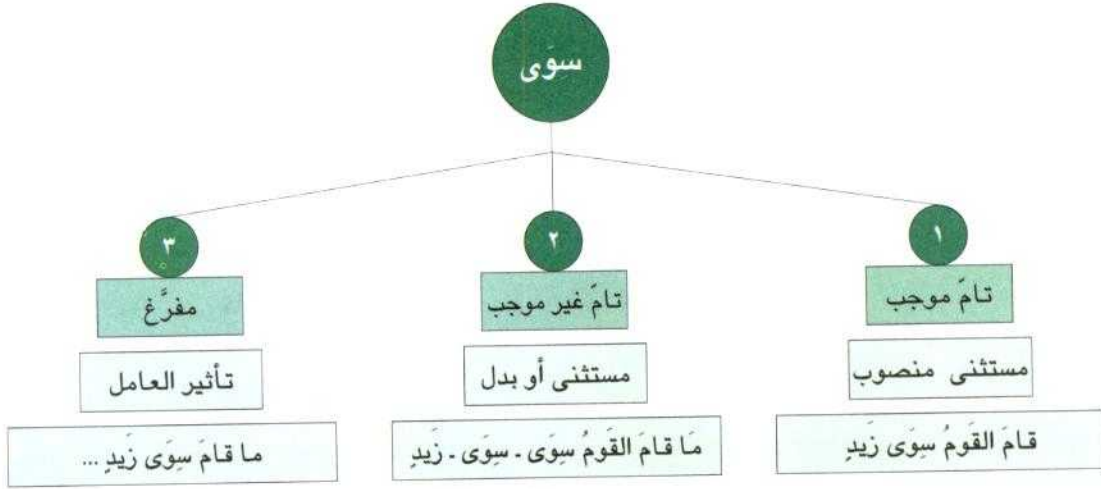 سِوَى
١
تامّ موجب
مستثنى منصوب
قامَ القَومُ سِوَى زَيدٍ
٢
تامّ غير موجب
مستثنى أو بدل
مَا قامَ القَومُ سِوَى . سِوَى . زَيدٍ
٣
مفرَّغ
تأثير العامل
ما قامَ سِوَى زَيدٍ ...